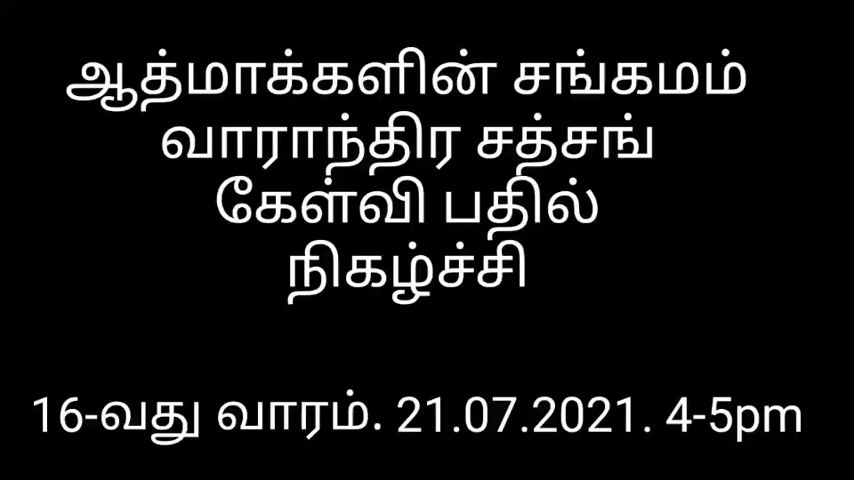 ஆத்மாக்களின் சங்கமம்
வாராந்திர சத்சங்
கேள்வி பதில்
நிகழ்ச்சி
16-வது வாரம். 21.07.2021. 4-5pm